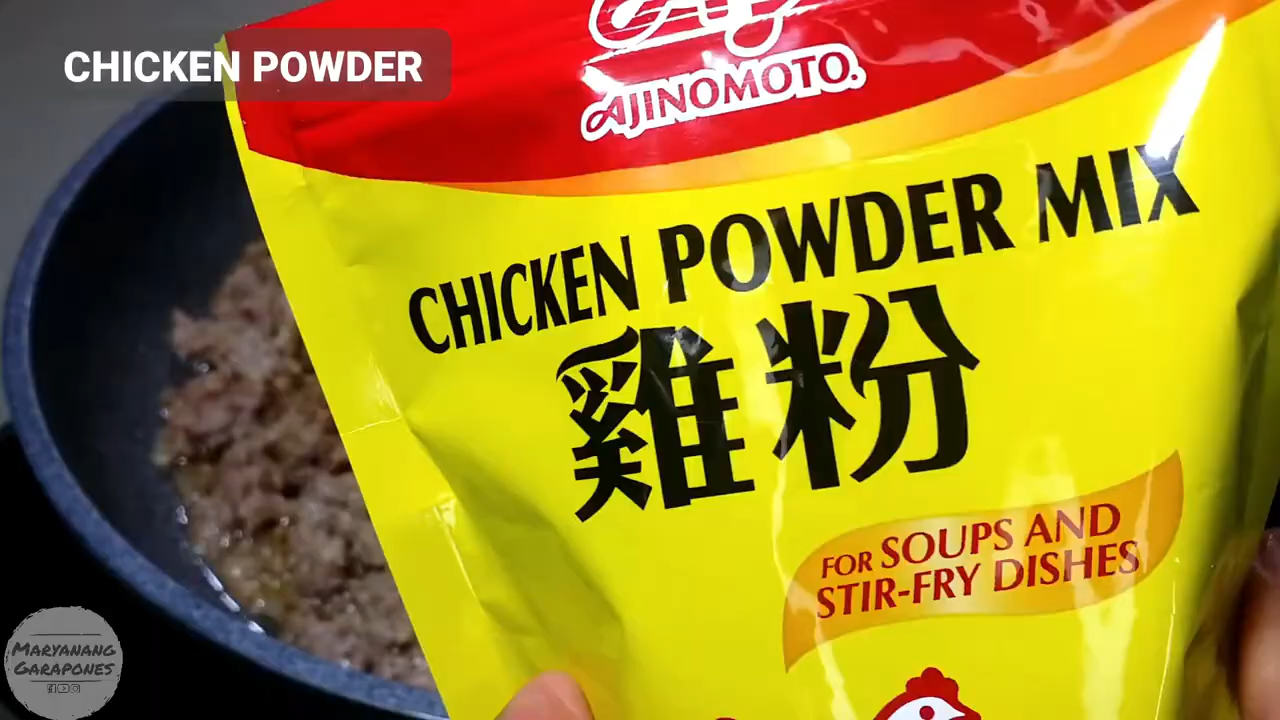 CHICKEN POWDER
AJINOMOTO.
CHICKEN POWDER MIX
雞粉
FOR SOUPS AND
STIR-FRY DISHES
MARYANANG
GARAPONES